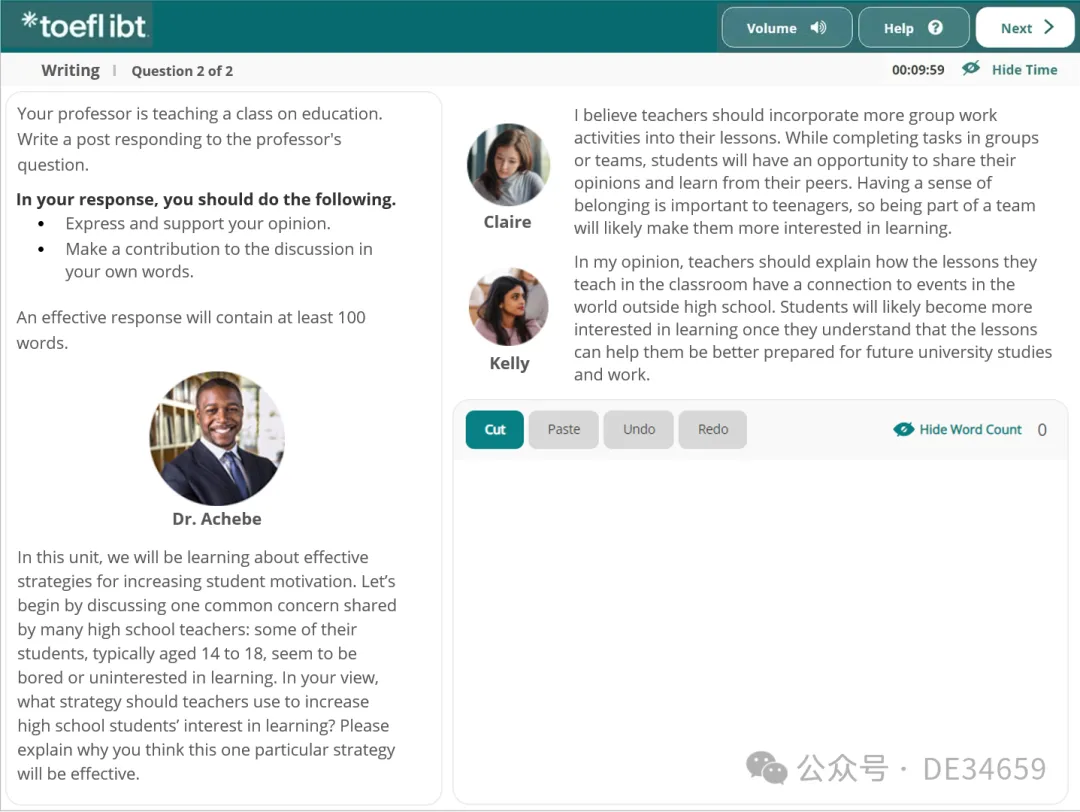 *toefl ibt.
Volume
Help ?
Next
Writing | Question 2 of 2
00:09:59
Hide Time
Your professor is teaching a class on education.
Write a post responding to the professor's
question.
In your response, you should do the following.
• Express and support your opinion.
• Make a contribution to the discussion in
your own words.
An effective response will contain at least 100
words.
Dr. Achebe
In this unit, we will be learning about effective
strategies for increasing student motivation. Let’s
begin by discussing one common concern shared
by many high school teachers: some of their
students, typically aged 14 to 18, seem to be
bored or uninterested in learning. In your view,
what strategy should teachers use to increase
high school students’ interest in learning? Please
explain why you think this one particular strategy
will be effective.
Claire
I believe teachers should incorporate more group work
activities into their lessons. While completing tasks in groups
or teams, students will have an opportunity to share their
opinions and learn from their peers. Having a sense of
belonging is important to teenagers, so being part of a team
will likely make them more interested in learning.
Kelly
In my opinion, teachers should explain how the lessons they
teach in the classroom have a connection to events in the
world outside high school. Students will likely become more
interested in learning once they understand that the lessons
can help them be better prepared for future university studies
and work.
Cut
Paste
Undo
Redo
Hide Word Count 0
公众号 · DE34659